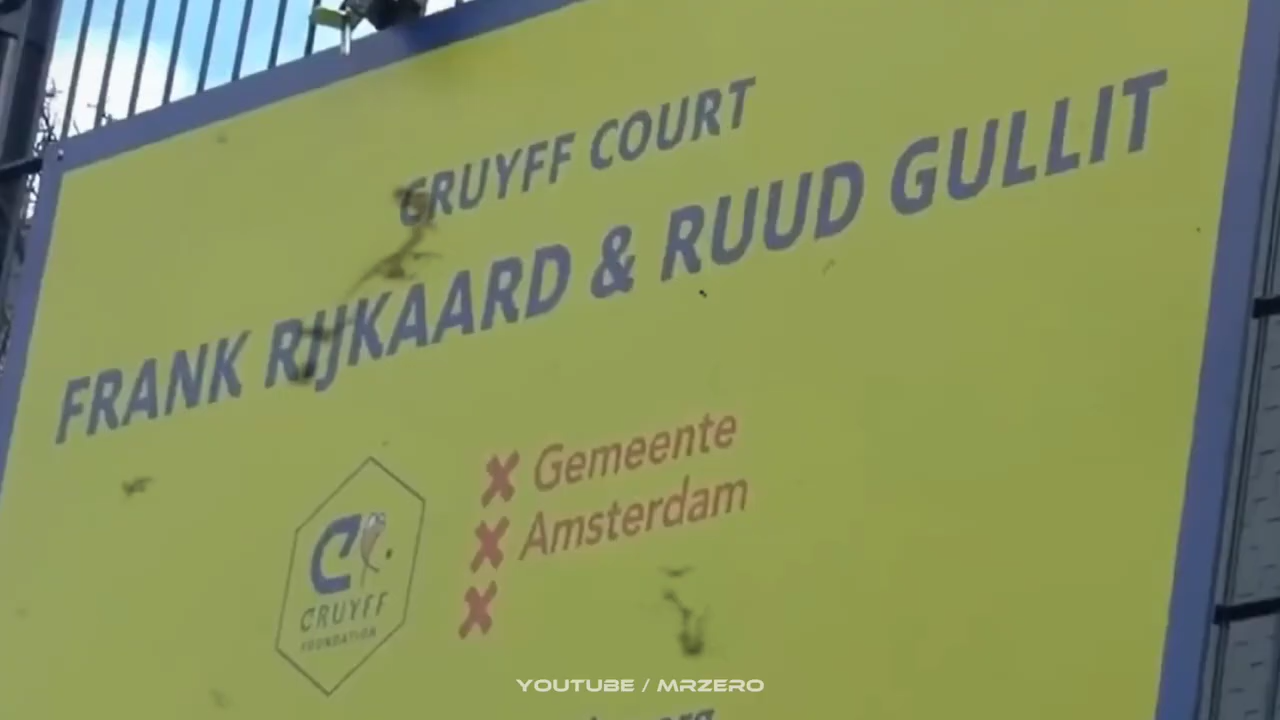 CRUYFF COURT
FRANK RIJKAARD & RUUD GULLIT
Gemeente
Amsterdam
CRUYFF
FOUNDATION
YOUTUBE / MRZERO